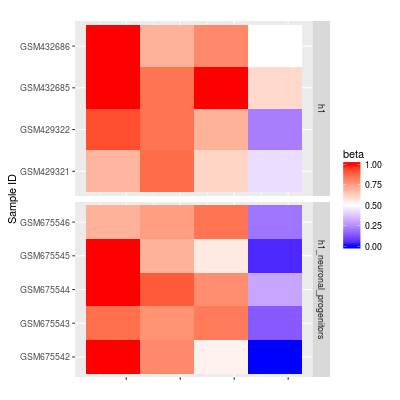 GSM432686
GSM432685
GSM429322
GSM429321
h1
Sample ID
GSM675546
GSM675545
GSM675544
GSM675543
GSM675542
h1_neuronal_progenitors
beta
1.00
0.75
0.50
0.25
0.00